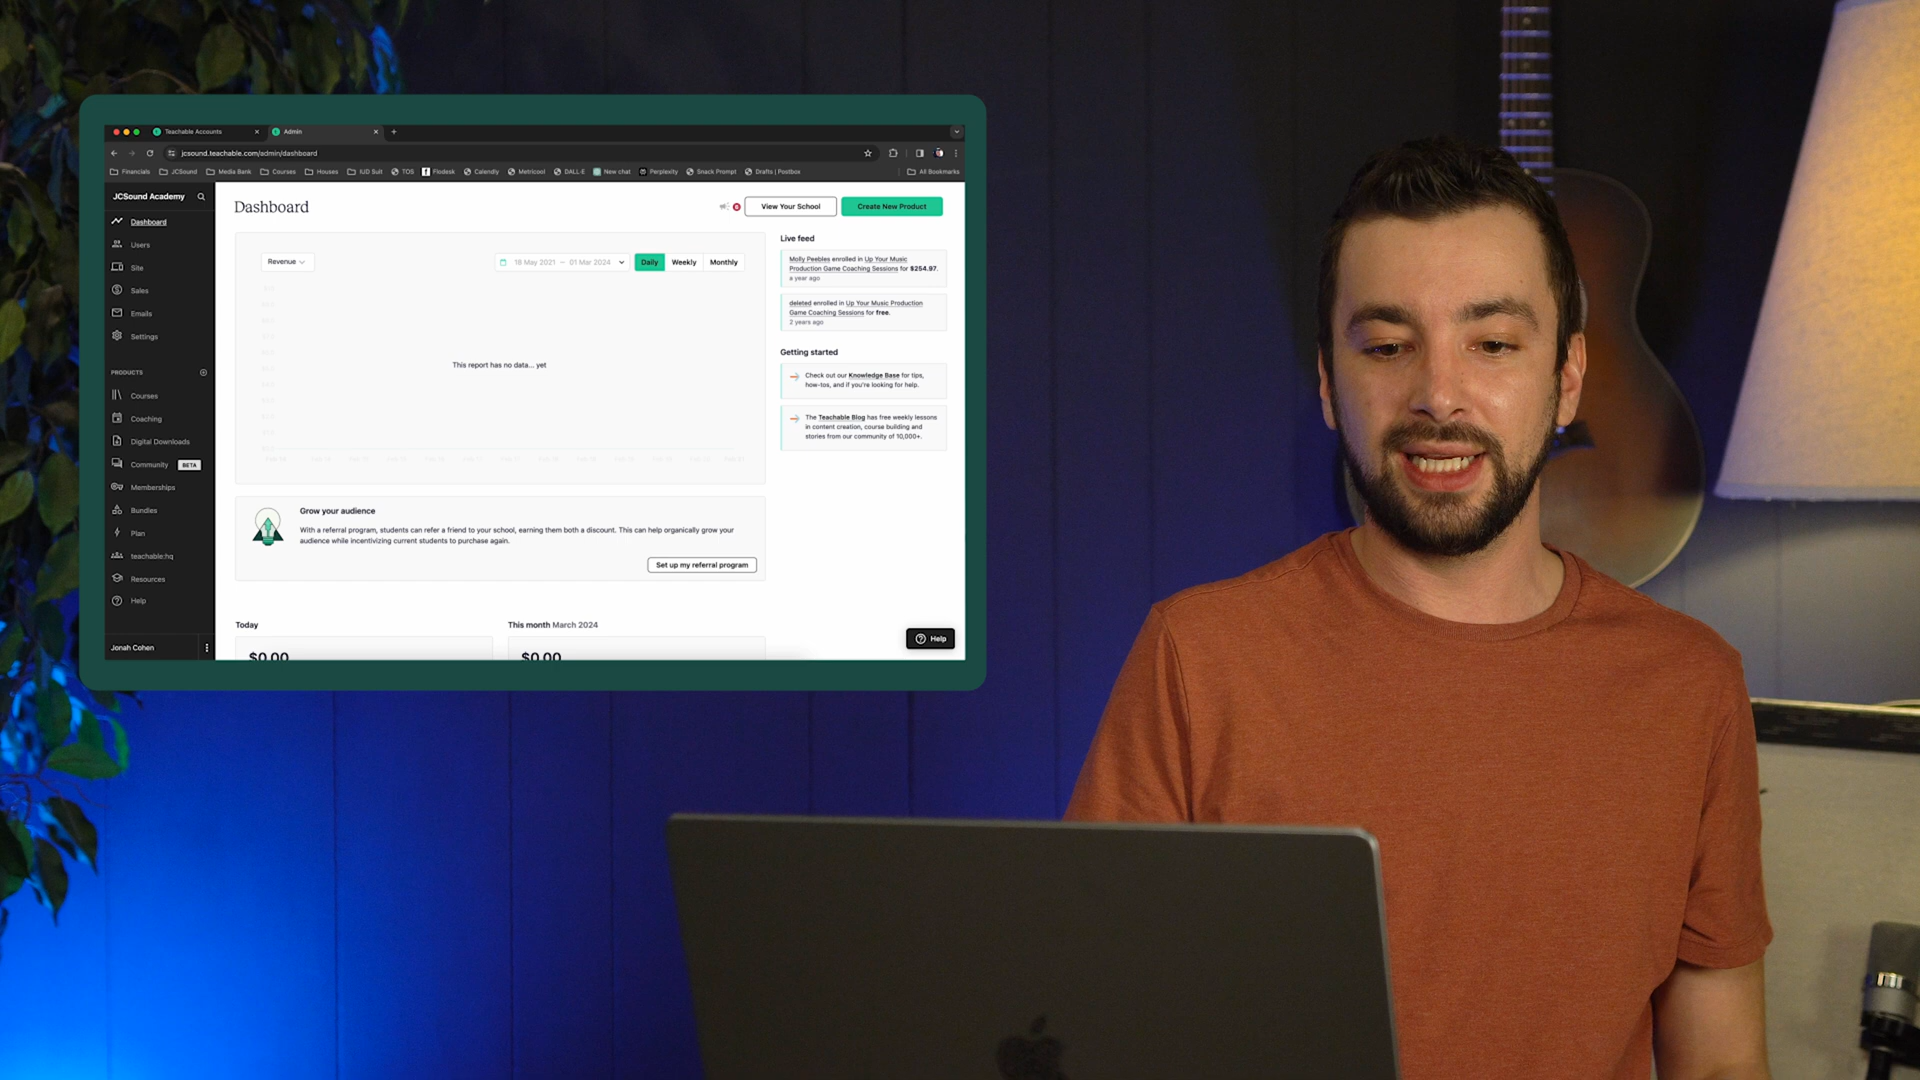 Teachable Accounts
Admin
jcsound.teachable.com/admin/dashboard
Financials
JCSound
Media Bank
Courses
Houses
IUD Suit
TOS
Flodesk
Calendly
Metricool
DALL-E
New chat
Perplexity
Snack Prompt
Drafts | Postbox
All Bookmarks
JCSound Academy
Dashboard
Users
Site
Sales
Emails
Settings
PRODUCTS
Courses
Coaching
Digital Downloads
Community BETA
Memberships
Bundles
Plan
teachable:hq
Resources
Help
Jonah Cohen
Dashboard
6
View Your School
Create New Product
Revenue
18 May 2021 – 01 Mar 2024
Daily
Weekly
Monthly
This report has no data... yet
Grow your audience
With a referral program, students can refer a friend to your school, earning them both a discount. This can help organically grow your
audience while incentivizing current students to purchase again.
Set up my referral program
Today
$0.00
This month March 2024
$0.00
Live feed
Molly Peebles enrolled in Up Your Music
Production Game Coaching Sessions for $254.97.
a year ago
deleted enrolled in Up Your Music Production
Game Coaching Sessions for free.
2 years ago
Getting started
Check out our Knowledge Base for tips,
how-tos, and if you're looking for help.
The Teachable Blog has free weekly lessons
in content creation, course building and
stories from our community of 10,000+.
Help